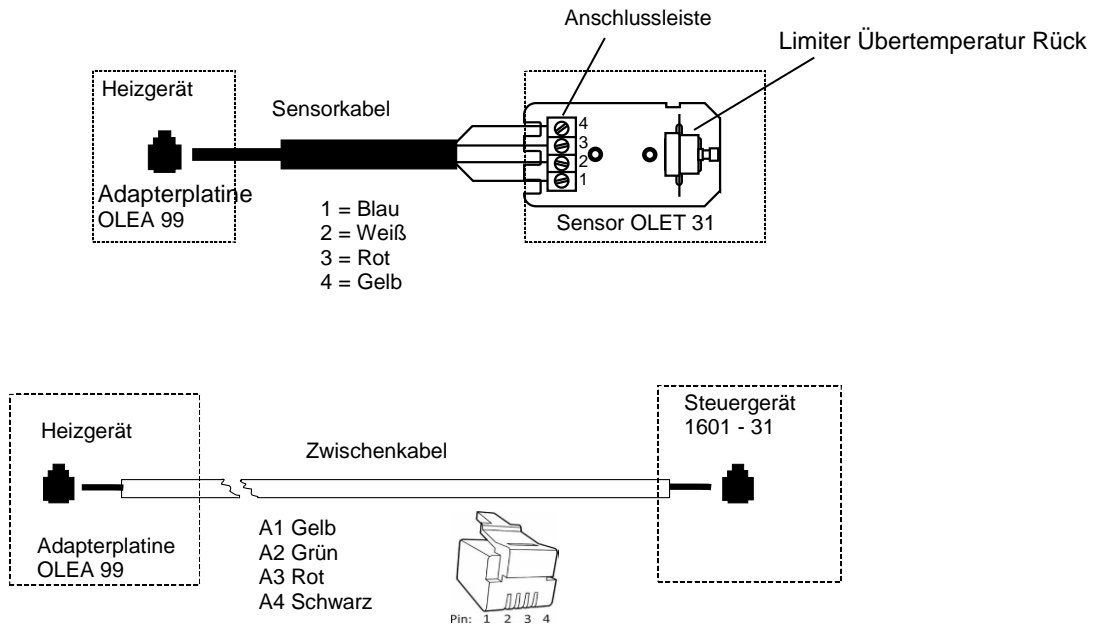 Anschlussleiste
Limiter Übertemperatur Rück
Heizgerät
Sensorkabel
4
3
2
1
Adapterplatine
OLEA 99
1 = Blau
2 = Weiß
3 = Rot
4 = Gelb
Sensor OLET 31
Heizgerät
Zwischenkabel
Steuergerät
1601 - 31
Adapterplatine
OLEA 99
A1 Gelb
A2 Grün
A3 Rot
A4 Schwarz
Pin: 1 2 3 4